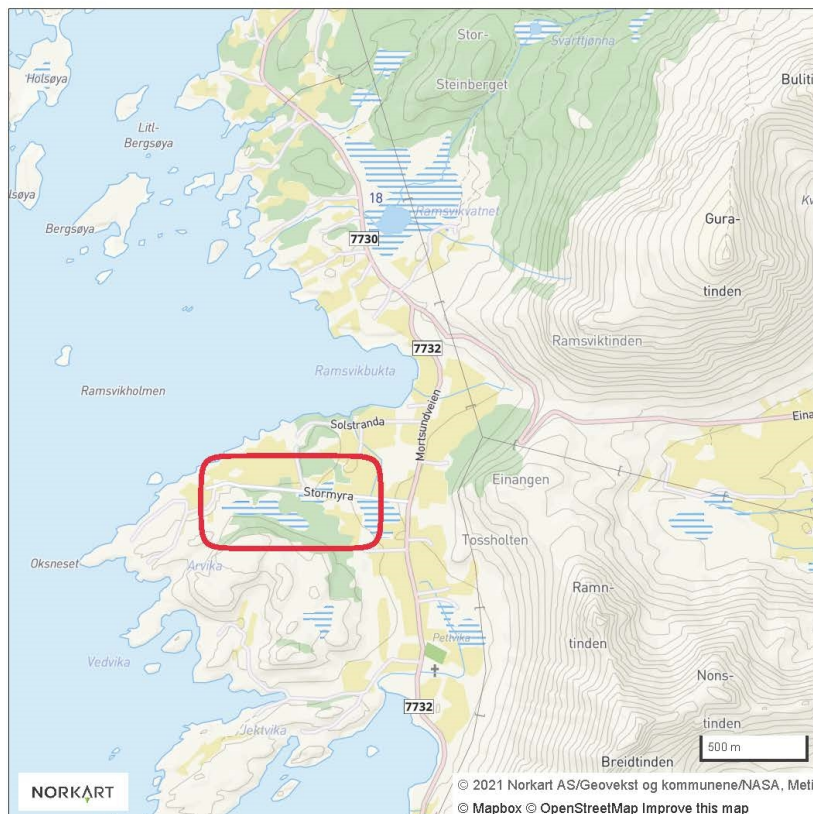 Stor-
Svarttjønna
Holsøya
Steinberget
Buliti
Litl-
Bergsøya
lsøya
18
Ramsvikvatnet
Bergsøya
Gura-
7730
tinden
Ramsviktinden
7732
Ramsvikbukta
Ramsvikholmen
Mortsundveien
Solstranda
Eina
Einangen
Stormyra
Oksneset
Arvika
Tossholten
Ramn-
tinden
Petlvika
Vedvika
Nons-
7732
tinden
Jektvika
500 m
Breidtinden
NORKART
© 2021 Norkart AS/Geovekst og kommunene/NASA, Meti
© Mapbox © OpenStreetMap Improve this map